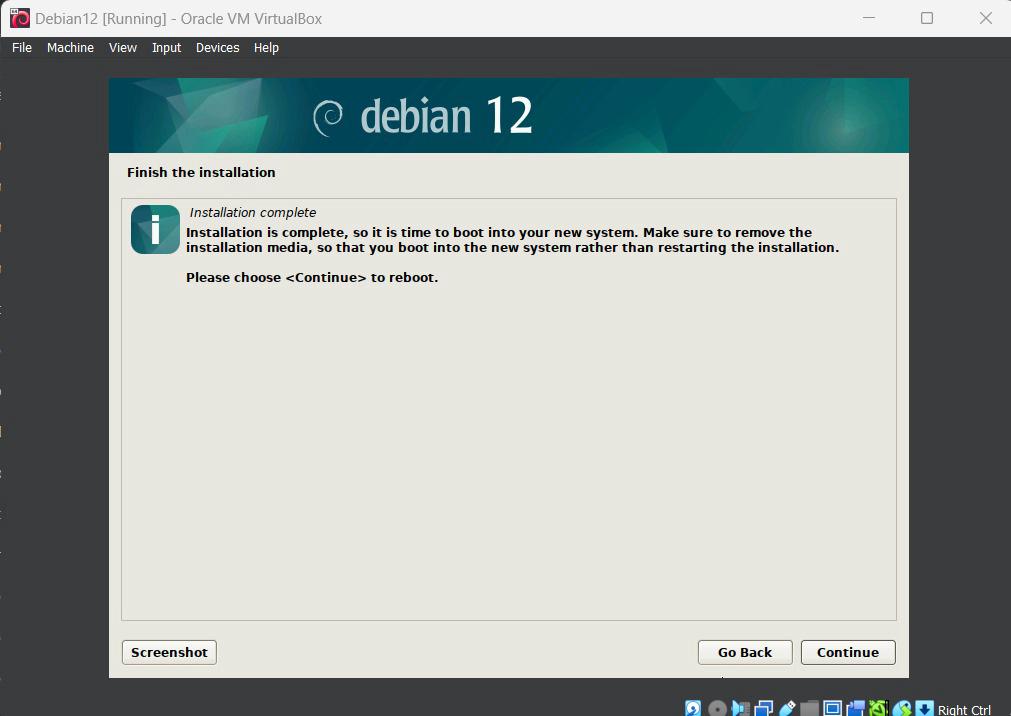 Debian12 [Running] - Oracle VM VirtualBox
File Machine View Input Devices Help
debian 12
Finish the installation
Installation complete
Installation is complete, so it is time to boot into your new system. Make sure to remove the
installation media, so that you boot into the new system rather than restarting the installation.
Please choose <Continue> to reboot.
Screenshot
Go Back
Continue
Right Ctrl